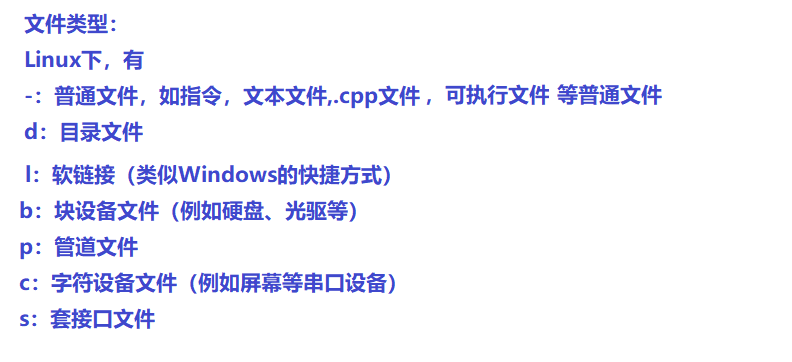 文件类型：
Linux下，有
-：普通文件，如指令，文本文件,.cpp文件 ，可执行文件 等普通文件
d：目录文件
l：软链接（类似Windows的快捷方式）
b：块设备文件（例如硬盘、光驱等）
p：管道文件
c：字符设备文件（例如屏幕等串口设备）
s：套接口文件